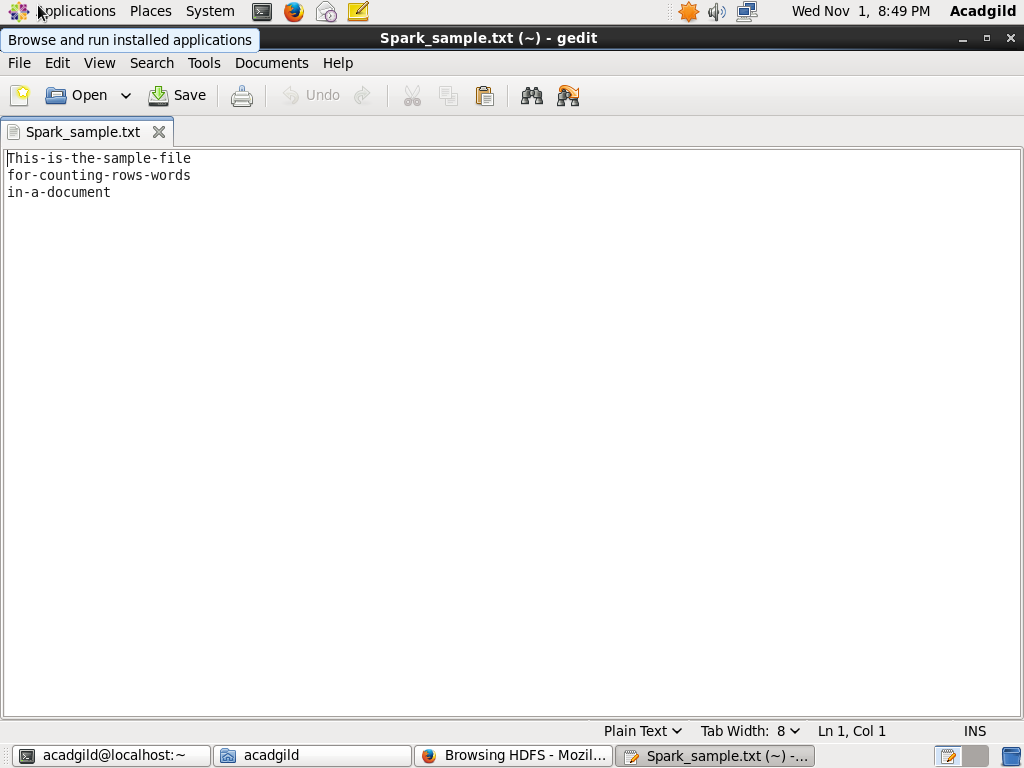 Applications Places System Wed Nov 1, 8:49 PM Acadgild
Browse and run installed applications Spark_sample.txt (~) - gedit
File Edit View Search Tools Documents Help
Open Save Undo
Spark_sample.txt
This-is-the-sample-file
for-counting-rows-words
in-a-document
Plain Text Tab Width: 8 Ln 1, Col 1 INS
acadgild@localhost:~ acadgild Browsing HDFS - Mozil... Spark_sample.txt (~) -...